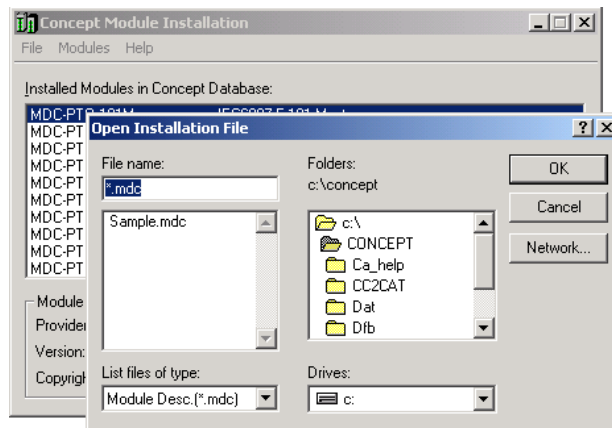 Concept Module Installation
File Modules Help
Installed Modules in Concept Database:
MDC-PT
MDC-PT
MDC-PT
MDC-PT
MDC-PT
MDC-PT
MDC-PT
MDC-PT
MDC-PT
MDC-PT
Module
Provider
Version:
Copyrigh
Open Installation File
File name:
*.mdc
Sample.mdc
List files of type:
Module Desc.(*.mdc)
Folders:
c:\concept
c:\
CONCEPT
Ca_help
CC2CAT
Dat
Dfb
Drives:
c:
OK
Cancel
Network...